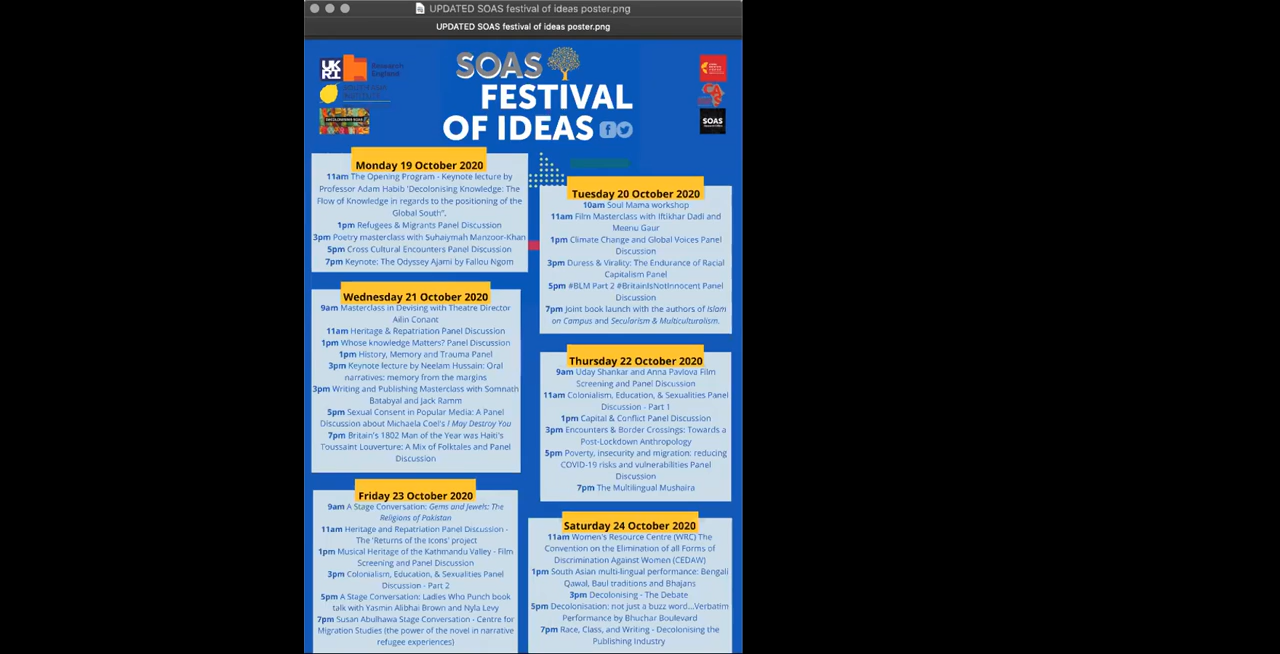 UPDATED SOAS festival of ideas poster.png
UPDATED SOAS festival of ideas poster.png
UK
RI
Research
England
SOAS
FESTIVAL
OF IDEAS
DECOLONISING SOAS
SOAS
Monday 19 October 2020
11am The Opening Program - Keynote lecture by
Professor Adam Habib 'Decolonising Knowledge: The
Flow of Knowledge in regards to the positioning of the
Global South".
1pm Refugees & Migrants Panel Discussion
3pm Poetry masterclass with Suhaiymah Manzoor-Khan
5pm Cross Cultural Encounters Panel Discussion
7pm Keynote: The Odyssey Ajami by Fallou Ngom
Tuesday 20 October 2020
10am Soul Mama workshop
11am Film Masterclass with Iftikhar Dadi and
Meenu Gaur
1pm Climate Change and Global Voices Panel
Discussion
3pm Duress & Virality: The Endurance of Racial
Capitalism Panel
5pm #BLM Part 2 #BritainIsNotInnocent Panel
Discussion
7pm Joint book launch with the authors of Islam
on Campus and Secularism & Multiculturalism.
Wednesday 21 October 2020
9am Masterclass in Devising with Theatre Director
Ailin Conant
11am Heritage & Repatriation Panel Discussion
1pm Whose knowledge Matters? Panel Discussion
1pm History, Memory and Trauma Panel
3pm Keynote lecture by Neelam Hussain: Oral
narratives: memory from the margins
3pm Writing and Publishing Masterclass with Somnath
Batabyal and Jack Ramm
5pm Sexual Consent in Popular Media: A Panel
Discussion about Michaela Coel's I May Destroy You
7pm Britain's 1802 Man of the Year was Haiti's
Toussaint Louverture: A Mix of Folktales and Panel
Discussion
Thursday 22 October 2020
9am Uday Shankar and Anna Pavlova Film
Screening and Panel Discussion
11am Colonialism, Education, & Sexualities Panel
Discussion - Part 1
1pm Capital & Conflict Panel Discussion
3pm Encounters & Border Crossings: Towards a
Post-Lockdown Anthropology
5pm Poverty, insecurity and migration: reducing
COVID-19 risks and vulnerabilities Panel
Discussion
7pm The Multilingual Mushaira
Friday 23 October 2020
9am A Stage Conversation: Gems and Jewels: The
Religions of Pakistan
11am Heritage and Repatriation Panel Discussion -
The 'Returns of the Icons' project
1pm Musical Heritage of the Kathmandu Valley - Film
Screening and Panel Discussion
3pm Colonialism, Education, & Sexualities Panel
Discussion - Part 2
5pm A Stage Conversation: Ladies Who Punch book
talk with Yasmin Alibhai Brown and Nyla Levy
7pm Susan Abulhawa Stage Conversation - Centre for
Migration Studies (the power of the novel in narrative
refugee experiences)
Saturday 24 October 2020
11am Women's Resource Centre (WRC) The
Convention on the Elimination of all Forms of
Discrimination Against Women (CEDAW)
1pm South Asian multi-lingual performance: Bengali
Qawal, Baul traditions and Bhajans
3pm Decolonising - The Debate
5pm Decolonisation: not just a buzz word...Verbatim
Performance by Bhuchar Boulevard
7pm Race, Class, and Writing - Decolonising the
Publishing Industry